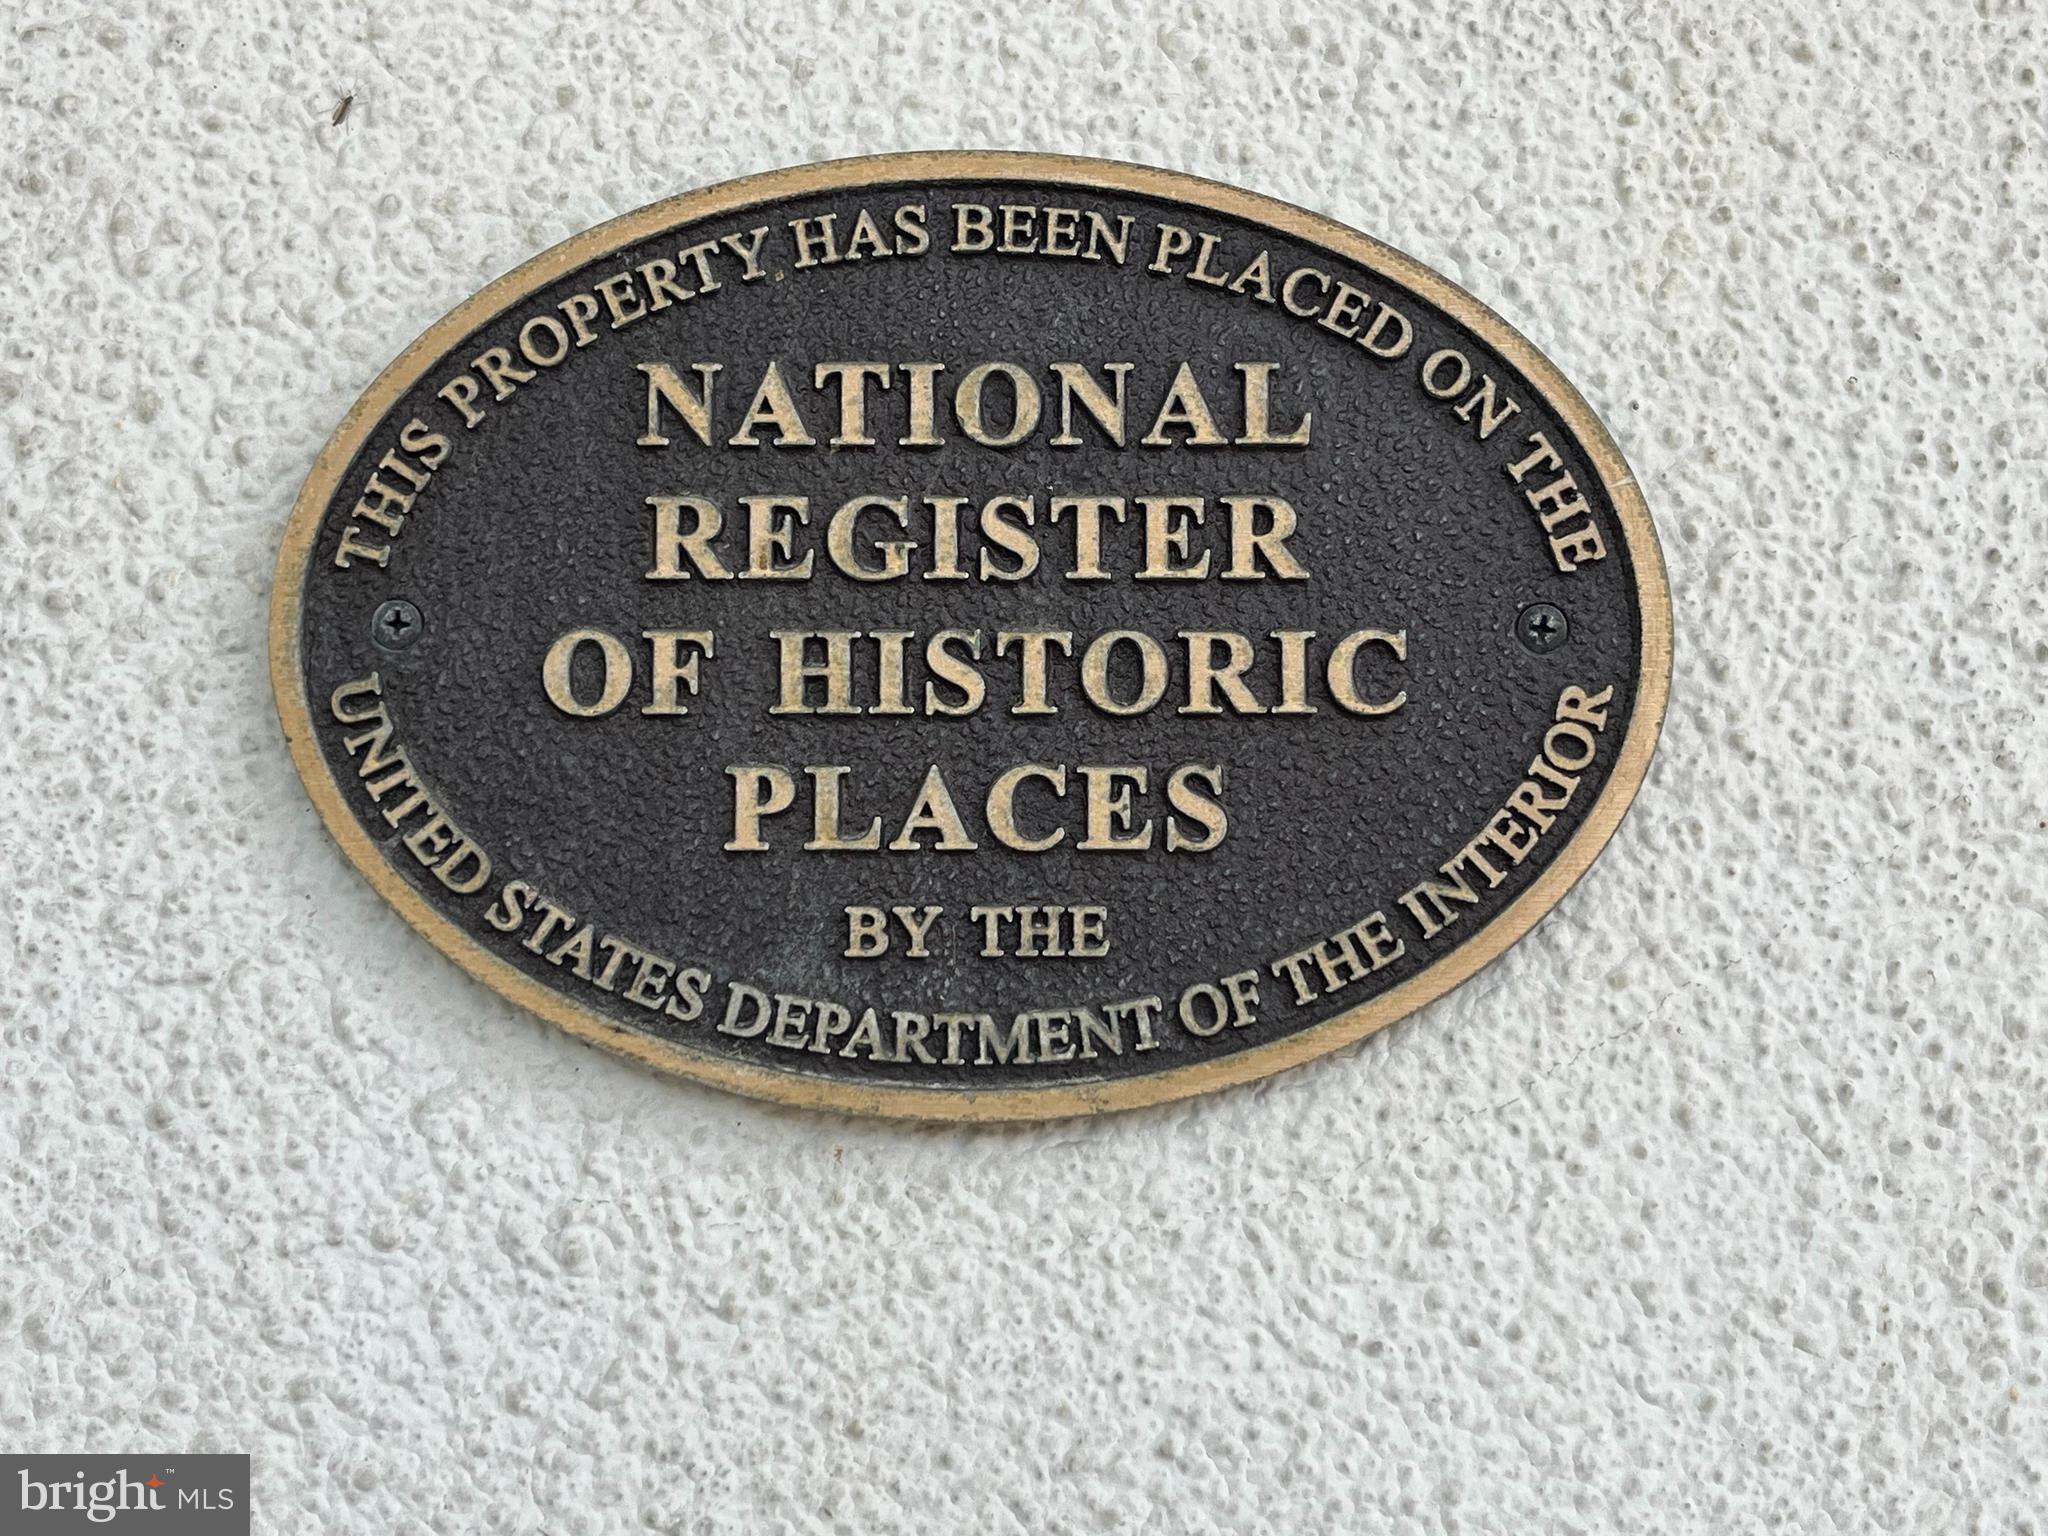 THIS PROPERTY HAS BEEN PLACED ON THE
NATIONAL
REGISTER
OF HISTORIC
PLACES
BY THE
UNITED STATES DEPARTMENT OF THE INTERIOR
bright™ MLS